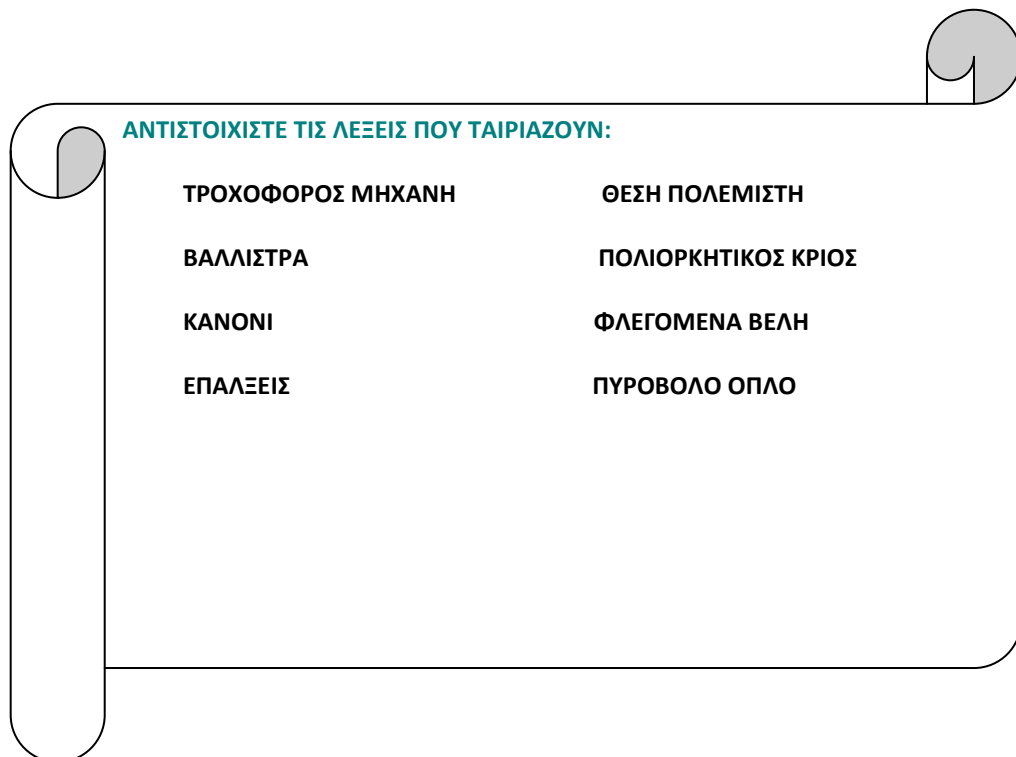 ΑΝΤΙΣΤΟΙΧΙΣΤΕ ΤΙΣ ΛΕΞΕΙΣ ΠΟΥ ΤΑΙΡΙΑΖΟΥΝ:
ΤΡΟΧΟΦΟΡΟΣ ΜΗΧΑΝΗ ΘΕΣΗ ΠΟΛΕΜΙΣΤΗ
ΒΑΛΛΙΣΤΡΑ ΠΟΛΙΟΡΚΗΤΙΚΟΣ ΚΡΙΟΣ
ΚΑΝΟΝΙ ΦΛΕΓΟΜΕΝΑ ΒΕΛΗ
ΕΠΑΛΞΕΙΣ ΠΥΡΟΒΟΛΟ ΟΠΛΟ